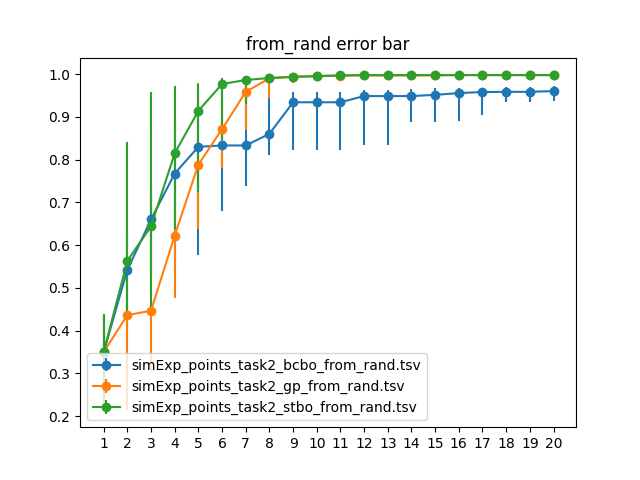 from_rand error bar
1.0
0.9
0.8
0.7
0.6
0.5
0.4
0.3
0.2
simExp_points_task2_bcbo_from_rand.tsv
simExp_points_task2_gp_from_rand.tsv
simExp_points_task2_stbo_from_rand.tsv
1 2 3 4 5 6 7 8 9 10 11 12 13 14 15 16 17 18 19 20